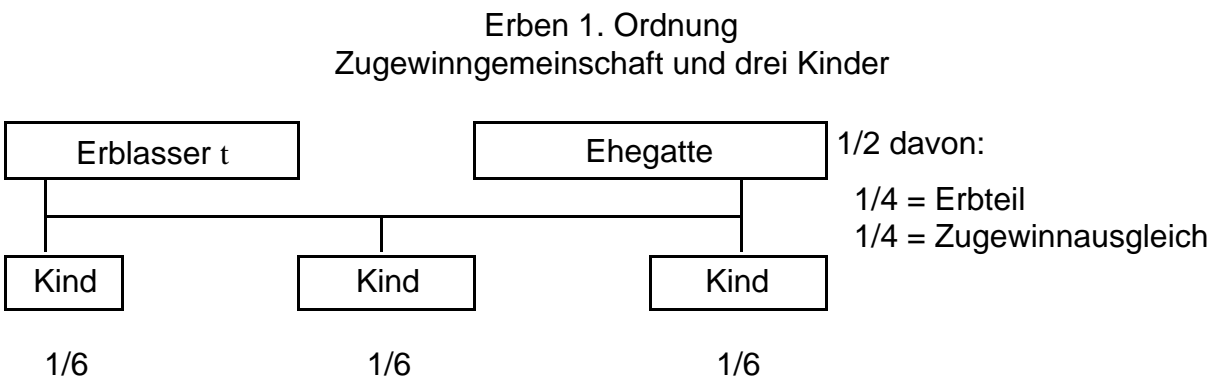 Erben 1. Ordnung
Zugewinngemeinschaft und drei Kinder
Erblasser t
Ehegatte
1/2 davon:
1/4 = Erbteil
1/4 = Zugewinnausgleich
Kind
Kind
Kind
1/6
1/6
1/6